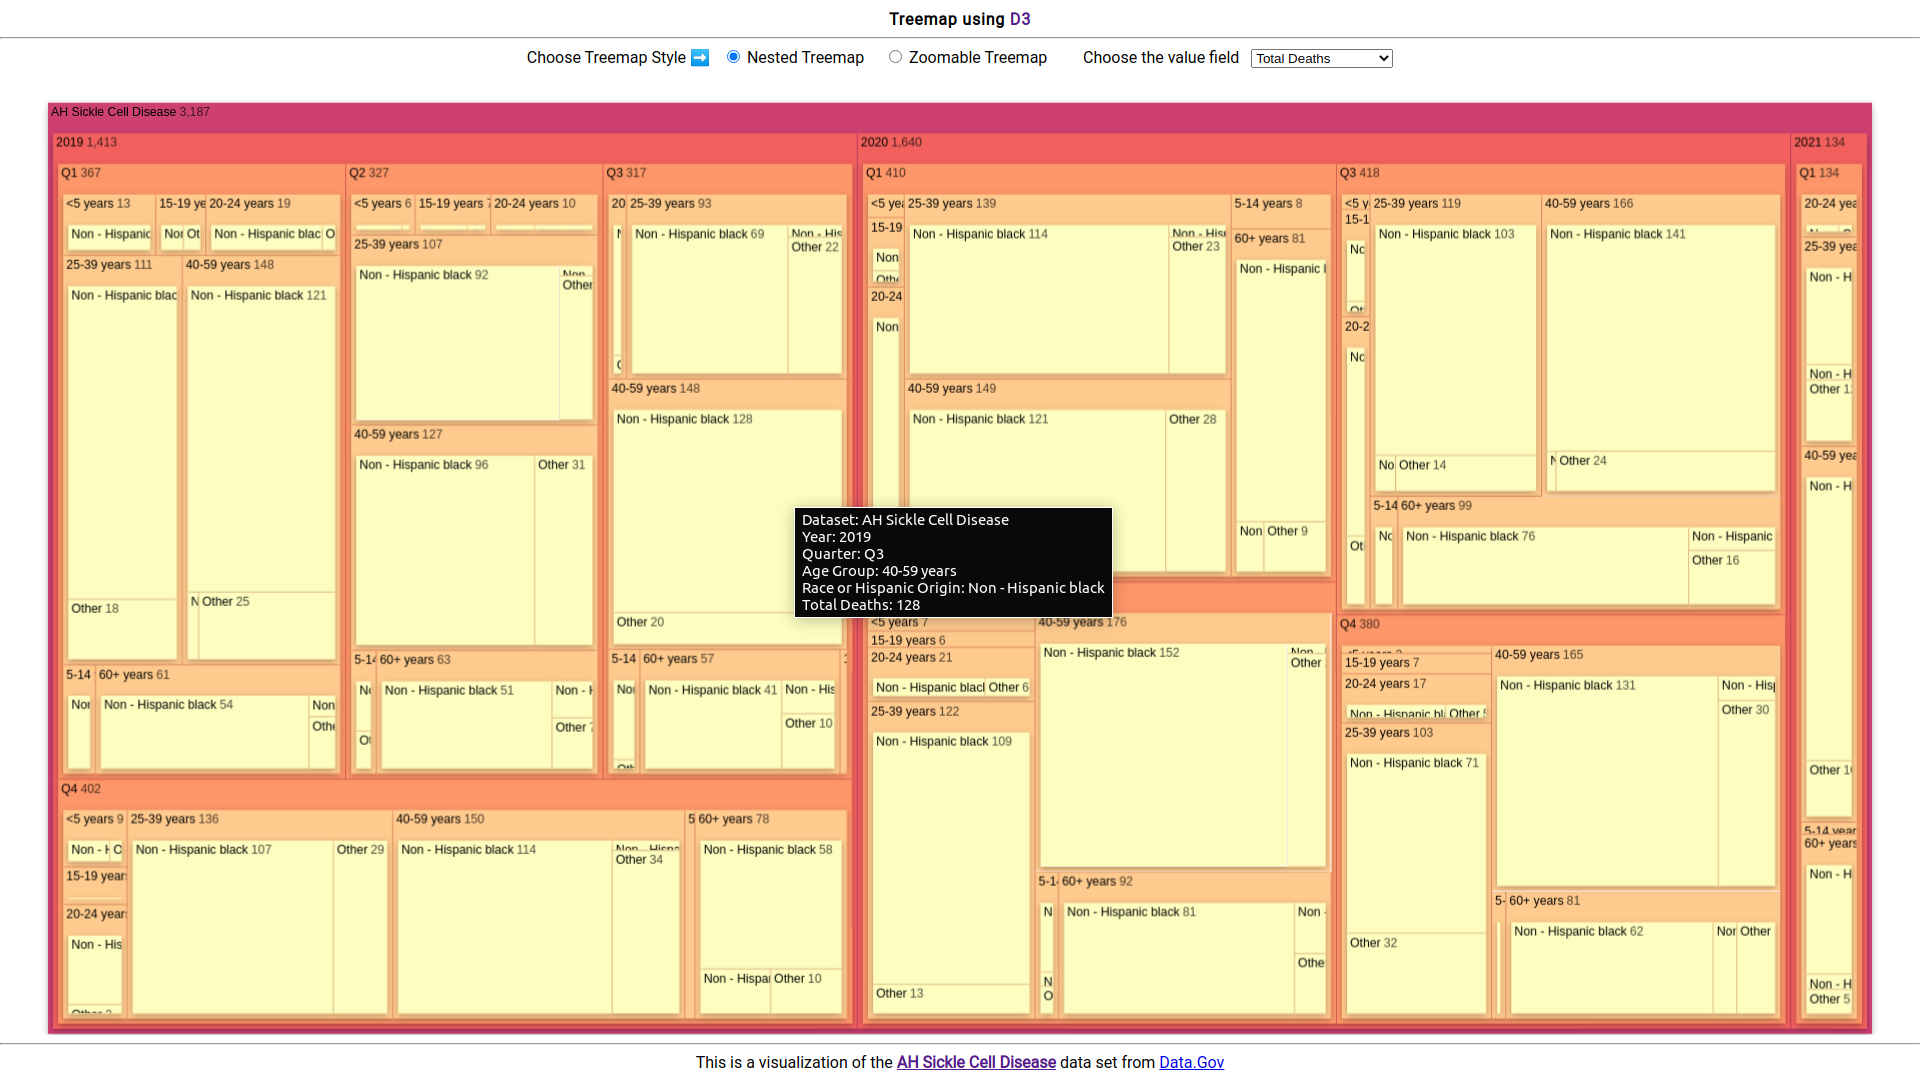 Treemap using D3
Choose Treemap Style ➡ Nested Treemap Zoomable Treemap Choose the value field Total Deaths
AH Sickle Cell Disease 3,187
2019 1,413
Q1 367
<5 years 13
Non - Hispanic
15-19 ye
Ot
20-24 years 19
Non - Hispanic blac
O
25-39 years 111
Non - Hispanic blac
Other 18
40-59 years 148
Non - Hispanic black 121
N
Other 25
5-14
60+ years 61
Non - Hispanic black 54
Non
Othe
Q2 327
<5 years 6
15-19 years
20-24 years 10
25-39 years 107
Non - Hispanic black 92
Non
Other
40-59 years 127
Non - Hispanic black 96
Other 31
5-14
60+ years 63
Non - Hispanic black 51
Non - H
Other
Q3 317
20
25-39 years 93
Non - Hispanic black 69
Non - His
Other 22
40-59 years 148
Non - Hispanic black 128
Other 20
5-14
60+ years 57
Non - Hispanic black 41
Non - His
Other 10
Q4 402
<5 years 9
Non - H
O
15-19 year
20-24 year
Non - His
25-39 years 136
Non - Hispanic black 107
Other 29
40-59 years 150
Non - Hispanic black 114
Non - Hispa
Other 34
5
60+ years 78
Non - Hispanic black 58
Non - Hispa
Other 10
2020 1,640
Q1 410
<5 yea
15-19
Non
Othe
20-24
Non
25-39 years 139
Non - Hispanic black 114
Non - His
Other 23
40-59 years 149
Non - Hispanic black 121
Other 28
5-14 years 8
60+ years 81
Non - Hispanic
Non
Other 9
Dataset: AH Sickle Cell Disease
Year: 2019
Quarter: Q3
Age Group: 40-59 years
Race or Hispanic Origin: Non - Hispanic black
Total Deaths: 128
<5 years 7
15-19 years 6
20-24 years 21
Non - Hispanic blac
Other 6
25-39 years 122
Non - Hispanic black 109
Other 13
40-59 years 176
Non - Hispanic black 152
Non
Other
60+ years 92
Non - Hispanic black 81
Non -
Othe
Q3 418
15-1
20-2
25-39 years 119
Non - Hispanic black 103
No
Other 14
40-59 years 166
Non - Hispanic black 141
N
Other 24
5-14
60+ years 99
Non - Hispanic black 76
Non - Hispanic
Other 16
Q4 380
15-19 years 7
20-24 years 17
Other
25-39 years 103
Non - Hispanic black 71
Other 32
40-59 years 165
Non - Hispanic black 131
Non - Hisp
Other 30
5-
60+ years 81
Non - Hispanic black 62
Other
2021 134
Q1 134
20-24 yea
25-39 yea
Non - H
Non - H
Other 1
40-59 yea
Non - H
Other 1
5-14 year
60+ years
Non - H
Non - H
Other 5
This is a visualization of the AH Sickle Cell Disease data set from Data.Gov